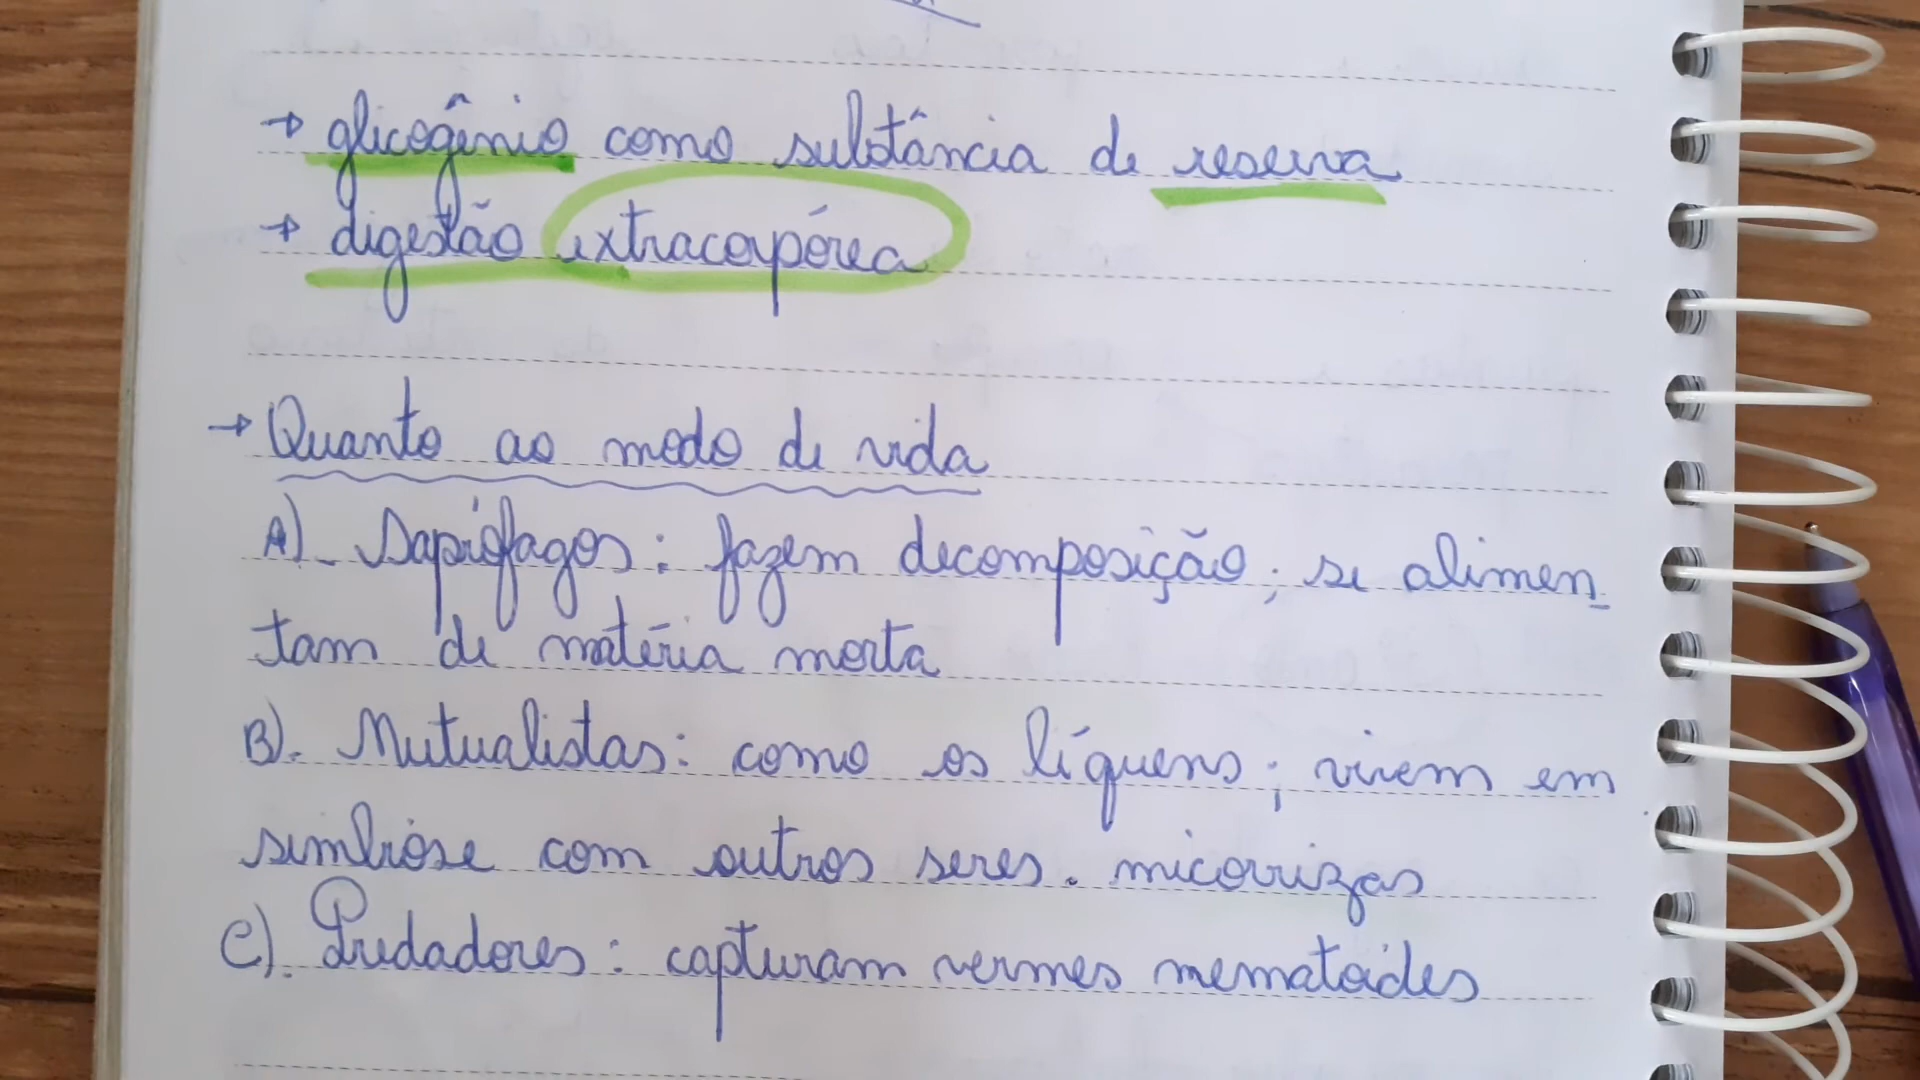 → glicogênio como substância de reserva
→ digestão extracorpórea
→ Quanto ao modo de vida
A). Saprófagos: fazem decomposição; se alimen-
tam de matéria morta
B). Mutualistas: como os líquens; vivem em
simbiose com outros seres. micorrizas
C). Predadores: capturam vermes nematoides